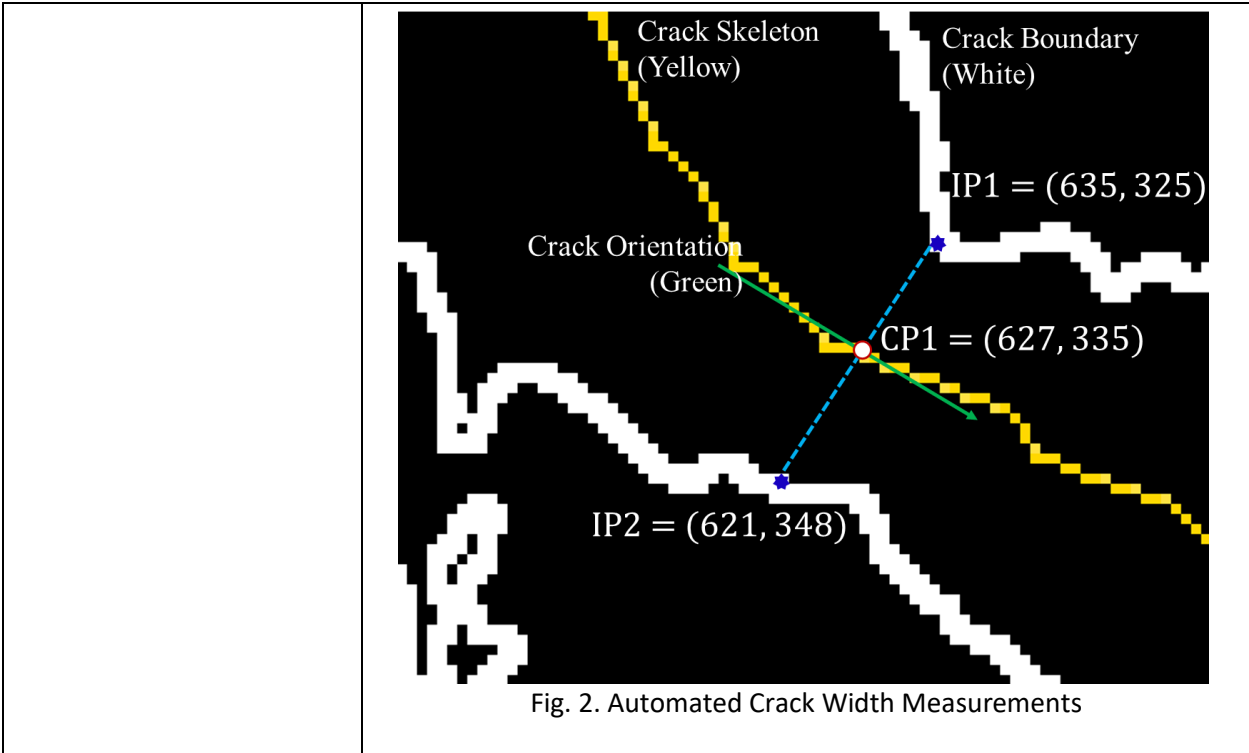 Crack Skeleton
(Yellow)
Crack Boundary
(White)
IP1 = (635, 325)
Crack Orientation
(Green)
CP1 = (627, 335)
IP2 = (621, 348)
Fig. 2. Automated Crack Width Measurements